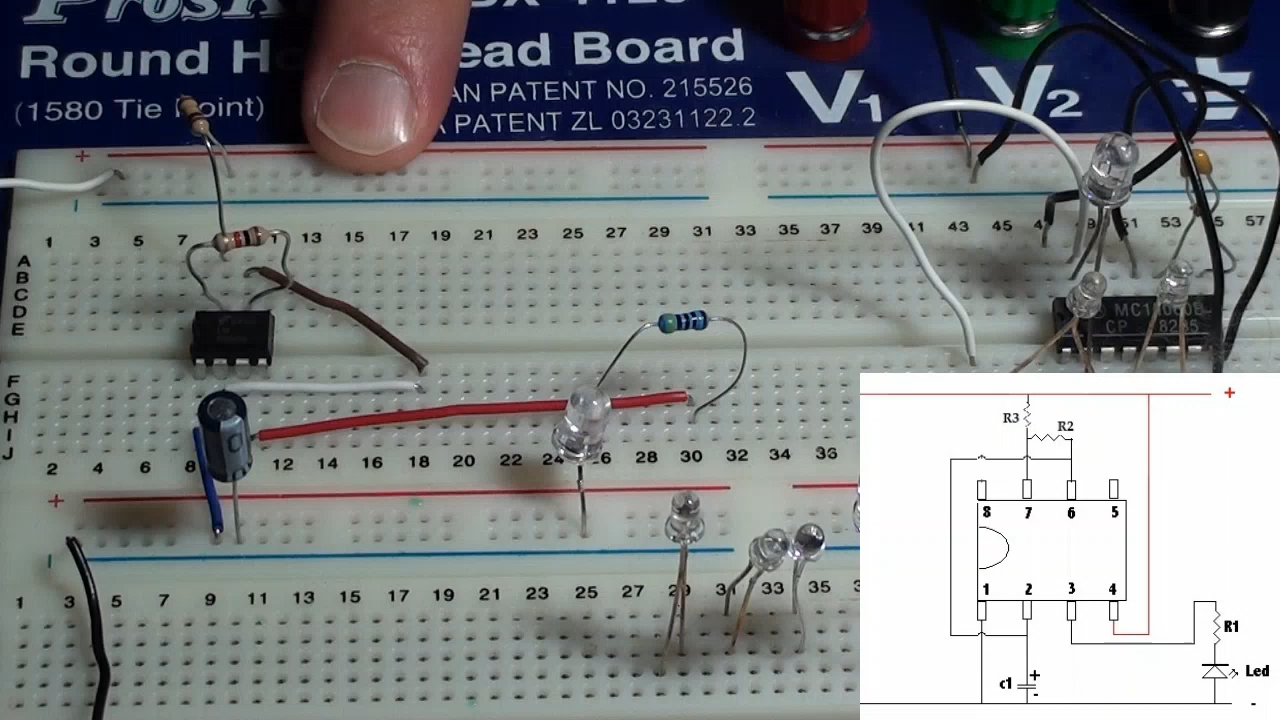 Round H ead Board
(1580 Tie Point)
AN PATENT NO. 215526
A PATENT ZL 03231122.2
V1 V2
+
1 3 5 7 13 15 17 19 21 23 25 27 29 31 33 35 37 39 41 43 45 51 53 55 57
A
B
C
D
E
CP 8235
F
G
H
I
J
2 4 6 8 12 14 16 18 20 22 24 26 28 30 32 34 36
+
1 3 5 7 9 11 13 15 17 19 21 23 25 27 29 31 33 35
+
R3
R2
8 7 6 5
1 2 3 4
R1
Led
c1
+
-
-